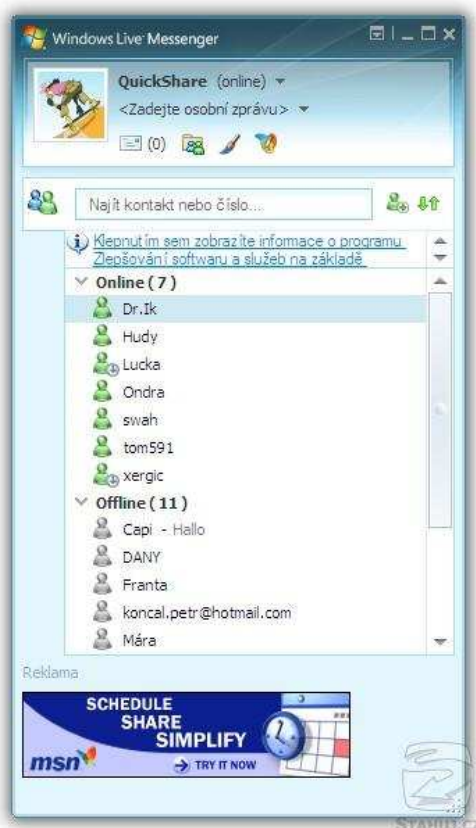 Windows Live Messenger
QuickShare (online)
<Zadejte osobní zprávu>
(0)
Najít kontakt nebo číslo...
Klepnutím sem zobrazíte informace o programu
Zlepšování softwaru a služeb na základě
Online ( 7 )
Dr.Ik
Hudy
Lucka
Ondra
swah
tom591
xergic
Offline ( 11 )
Capi - Hallo
DANY
Franta
koncal.petr@hotmail.com
Mára
Reklama
SCHEDULE
SHARE
SIMPLIFY
msn
TRY IT NOW